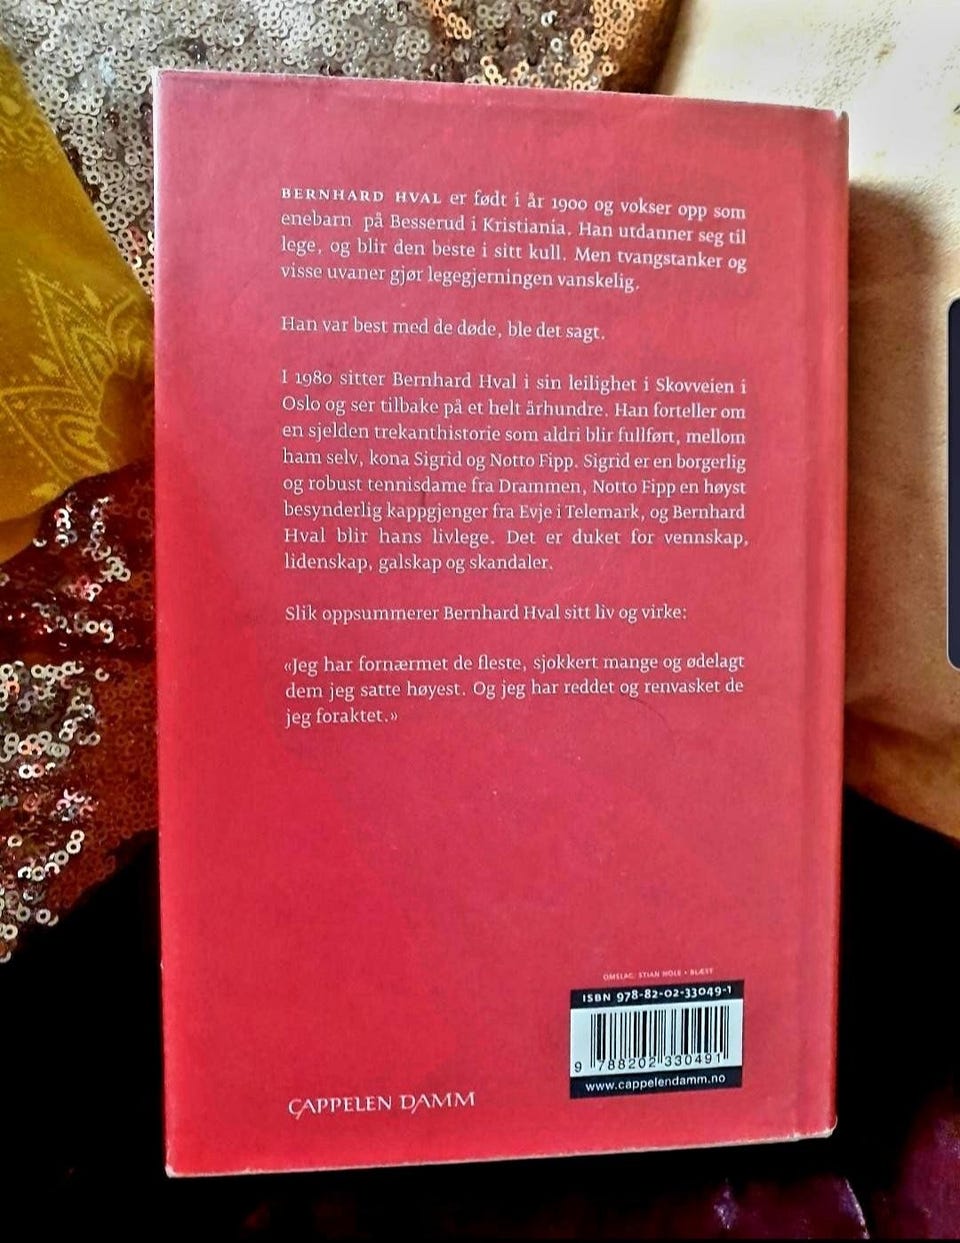 BERNHARD HVAL er født i år 1900 og vokser opp som
enebarn på Besserud i Kristiania. Han utdanner seg til
lege, og blir den beste i sitt kull. Men tvangstanker og
visse uvaner gjør legegjerningen vanskelig.
Han var best med de døde, ble det sagt.
I 1980 sitter Bernhard Hval i sin leilighet i Skovveien i
Oslo og ser tilbake på et helt århundre. Han forteller om
en sjelden trekanthistorie som aldri blir fullført, mellom
ham selv, kona Sigrid og Notto Fipp. Sigrid er en borgerlig
og robust tennisdame fra Drammen, Notto Fipp en høyst
besynderlig kappgjenger fra Evje i Telemark, og Bernhard
Hval blir hans livlege. Det er duket for vennskap,
lidenskap, galskap og skandaler.
Slik oppsummerer Bernhard Hval sitt liv og virke:
«Jeg har fornærmet de fleste, sjokkert mange og ødelagt
dem jeg satte høyest. Og jeg har reddet og renvasket de
jeg foraktet.»
OMSLAG: STIAN HOLE • BLÆST
ISBN 978-82-02-33049-1
9 788202 330491
www.cappelendamm.no
CAPPELEN DAMM